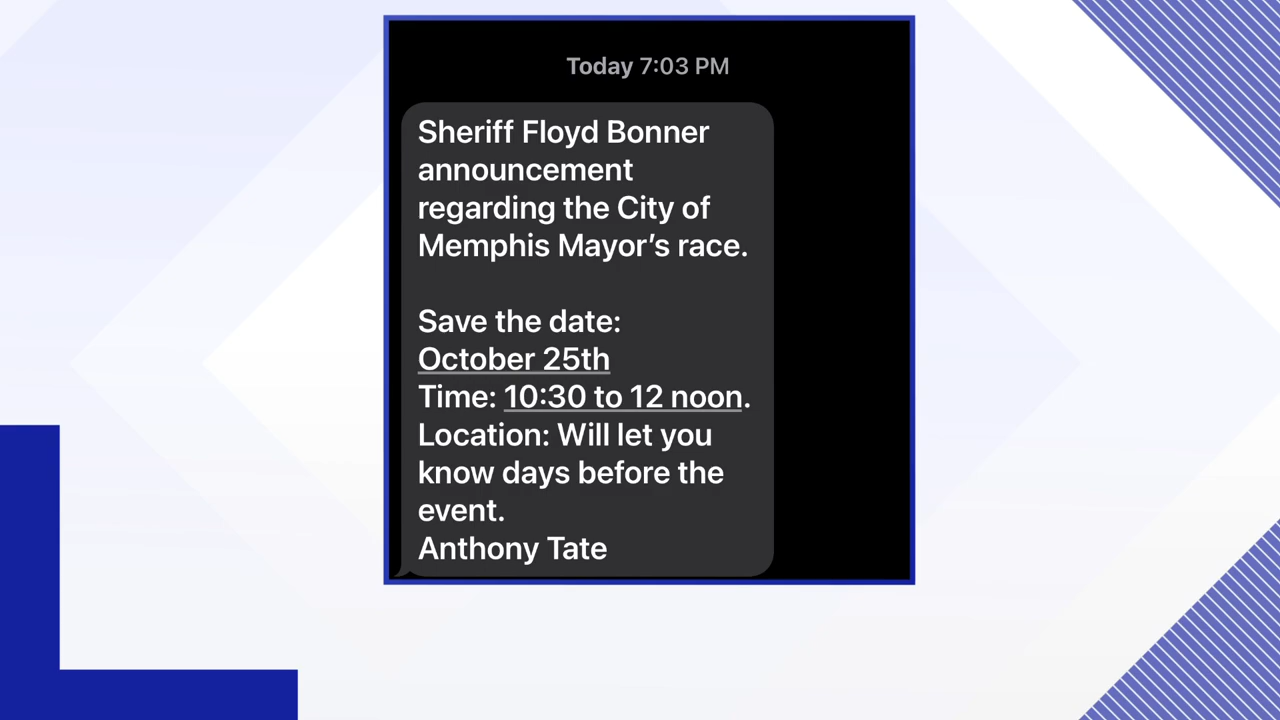 Today 7:03 PM
Sheriff Floyd Bonner
announcement
regarding the City of
Memphis Mayor’s race.
Save the date:
October 25th
Time: 10:30 to 12 noon.
Location: Will let you
know days before the
event.
Anthony Tate